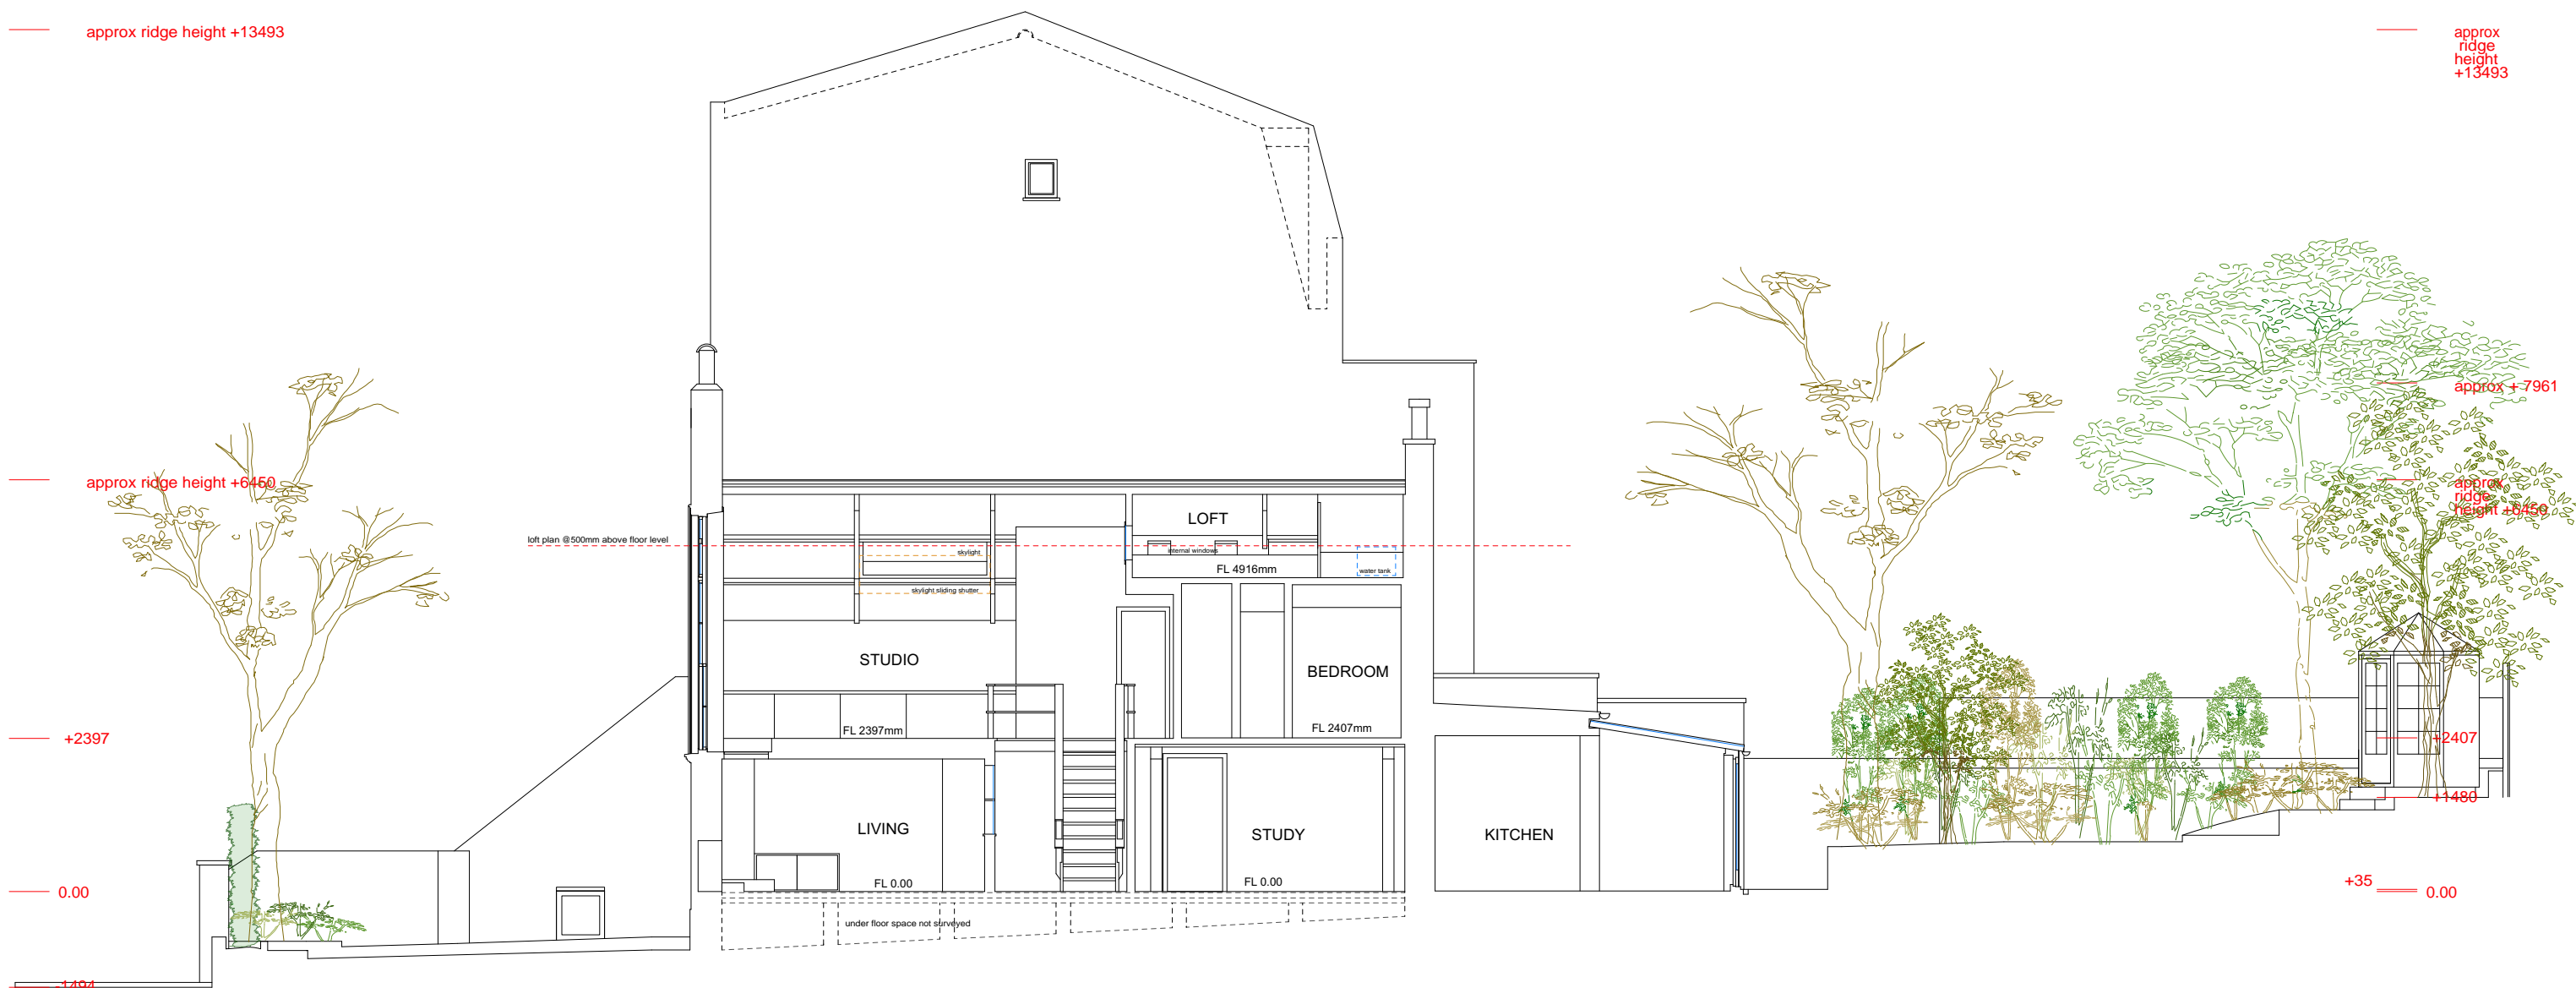 approx ridge height +13493
approx
ridge
height
+13493
approx + 7961
approx ridge height +6450
approx
ridge
height +6450
LOFT
loft plan @500mm above floor level
internal windows
skylight
FL 4916mm
water tank
skylight sliding shutter
STUDIO
BEDROOM
FL 2397mm
FL 2407mm
+2397
+2407
+1480
LIVING
STUDY
KITCHEN
FL 0.00
FL 0.00
+35
0.00
0.00
under floor space not surveyed
-1494